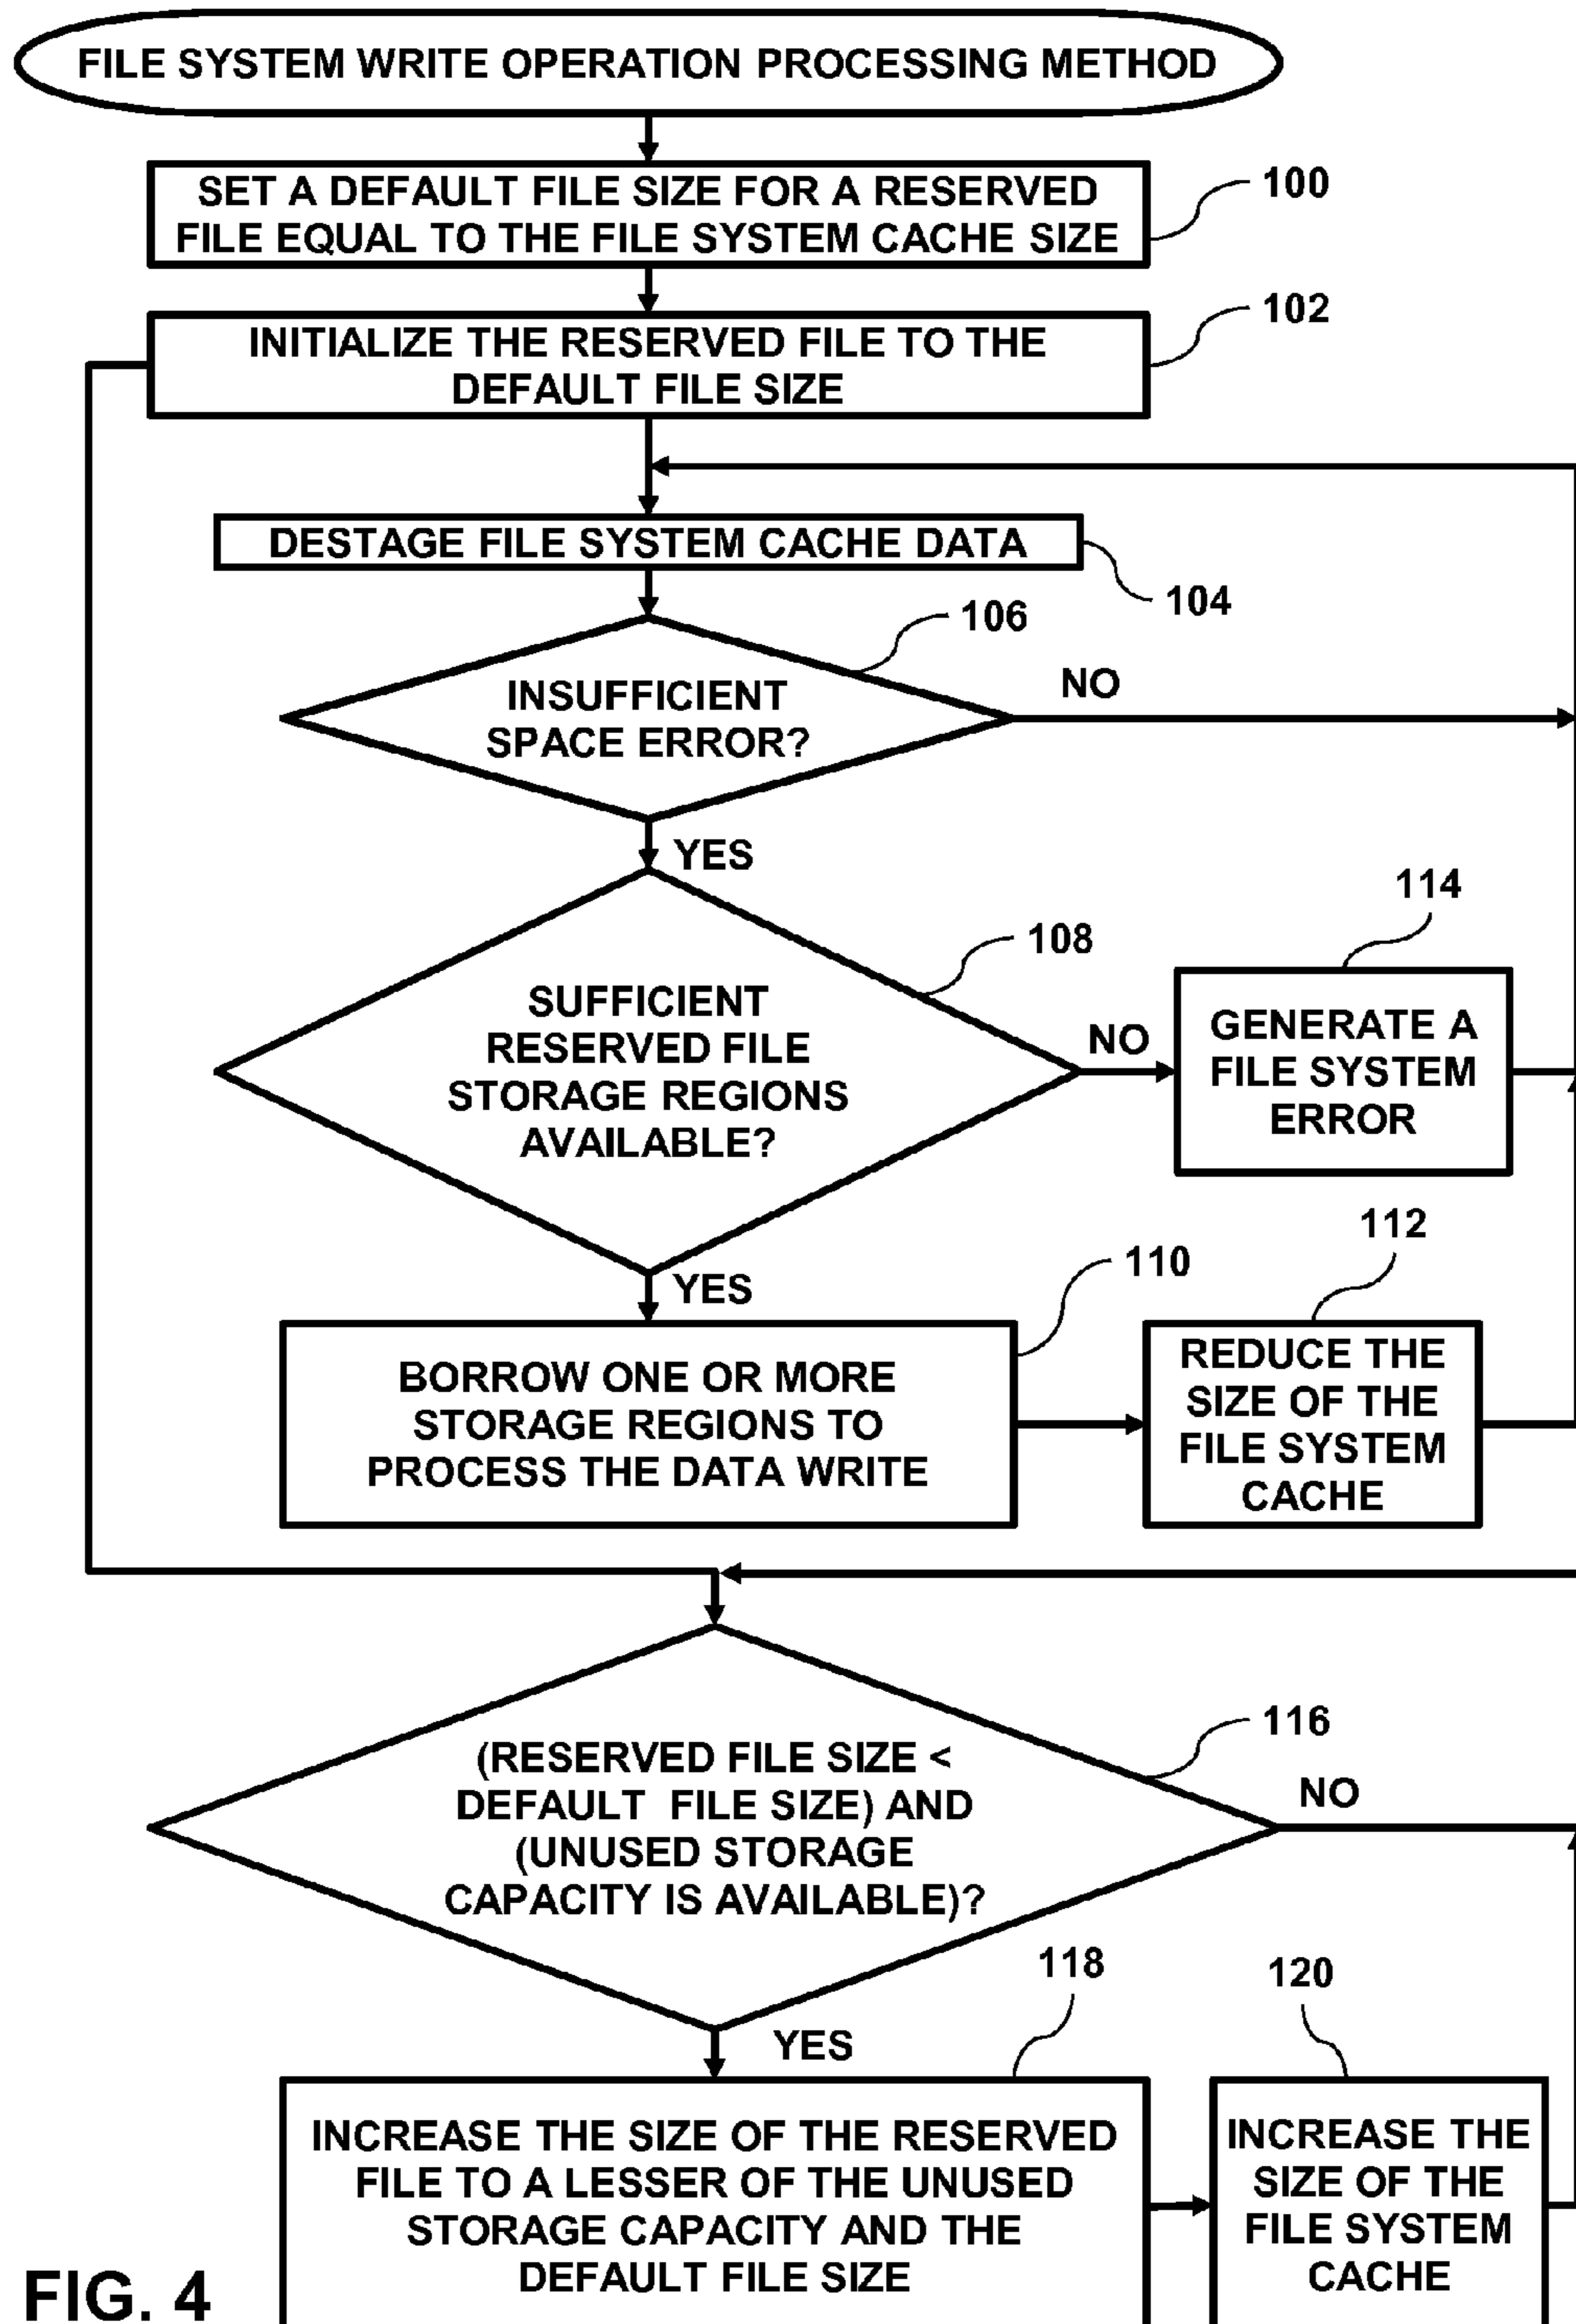 FILE SYSTEM WRITE OPERATION PROCESSING METHOD
SET A DEFAULT FILE SIZE FOR A RESERVED
FILE EQUAL TO THE FILE SYSTEM CACHE SIZE
100
INITIALIZE THE RESERVED FILE TO THE
DEFAULT FILE SIZE
102
DESTAGE FILE SYSTEM CACHE DATA
104
106
INSUFFICIENT
SPACE ERROR?
NO
YES
108
SUFFICIENT
RESERVED FILE
STORAGE REGIONS
AVAILABLE?
NO
114
GENERATE A
FILE SYSTEM
ERROR
YES
110
BORROW ONE OR MORE
STORAGE REGIONS TO
PROCESS THE DATA WRITE
112
REDUCE THE
SIZE OF THE
FILE SYSTEM
CACHE
116
(RESERVED FILE SIZE <
DEFAULT FILE SIZE) AND
(UNUSED STORAGE
CAPACITY IS AVAILABLE)?
NO
YES
118
INCREASE THE SIZE OF THE RESERVED
FILE TO A LESSER OF THE UNUSED
STORAGE CAPACITY AND THE
DEFAULT FILE SIZE
120
INCREASE THE
SIZE OF THE
FILE SYSTEM
CACHE
FIG. 4